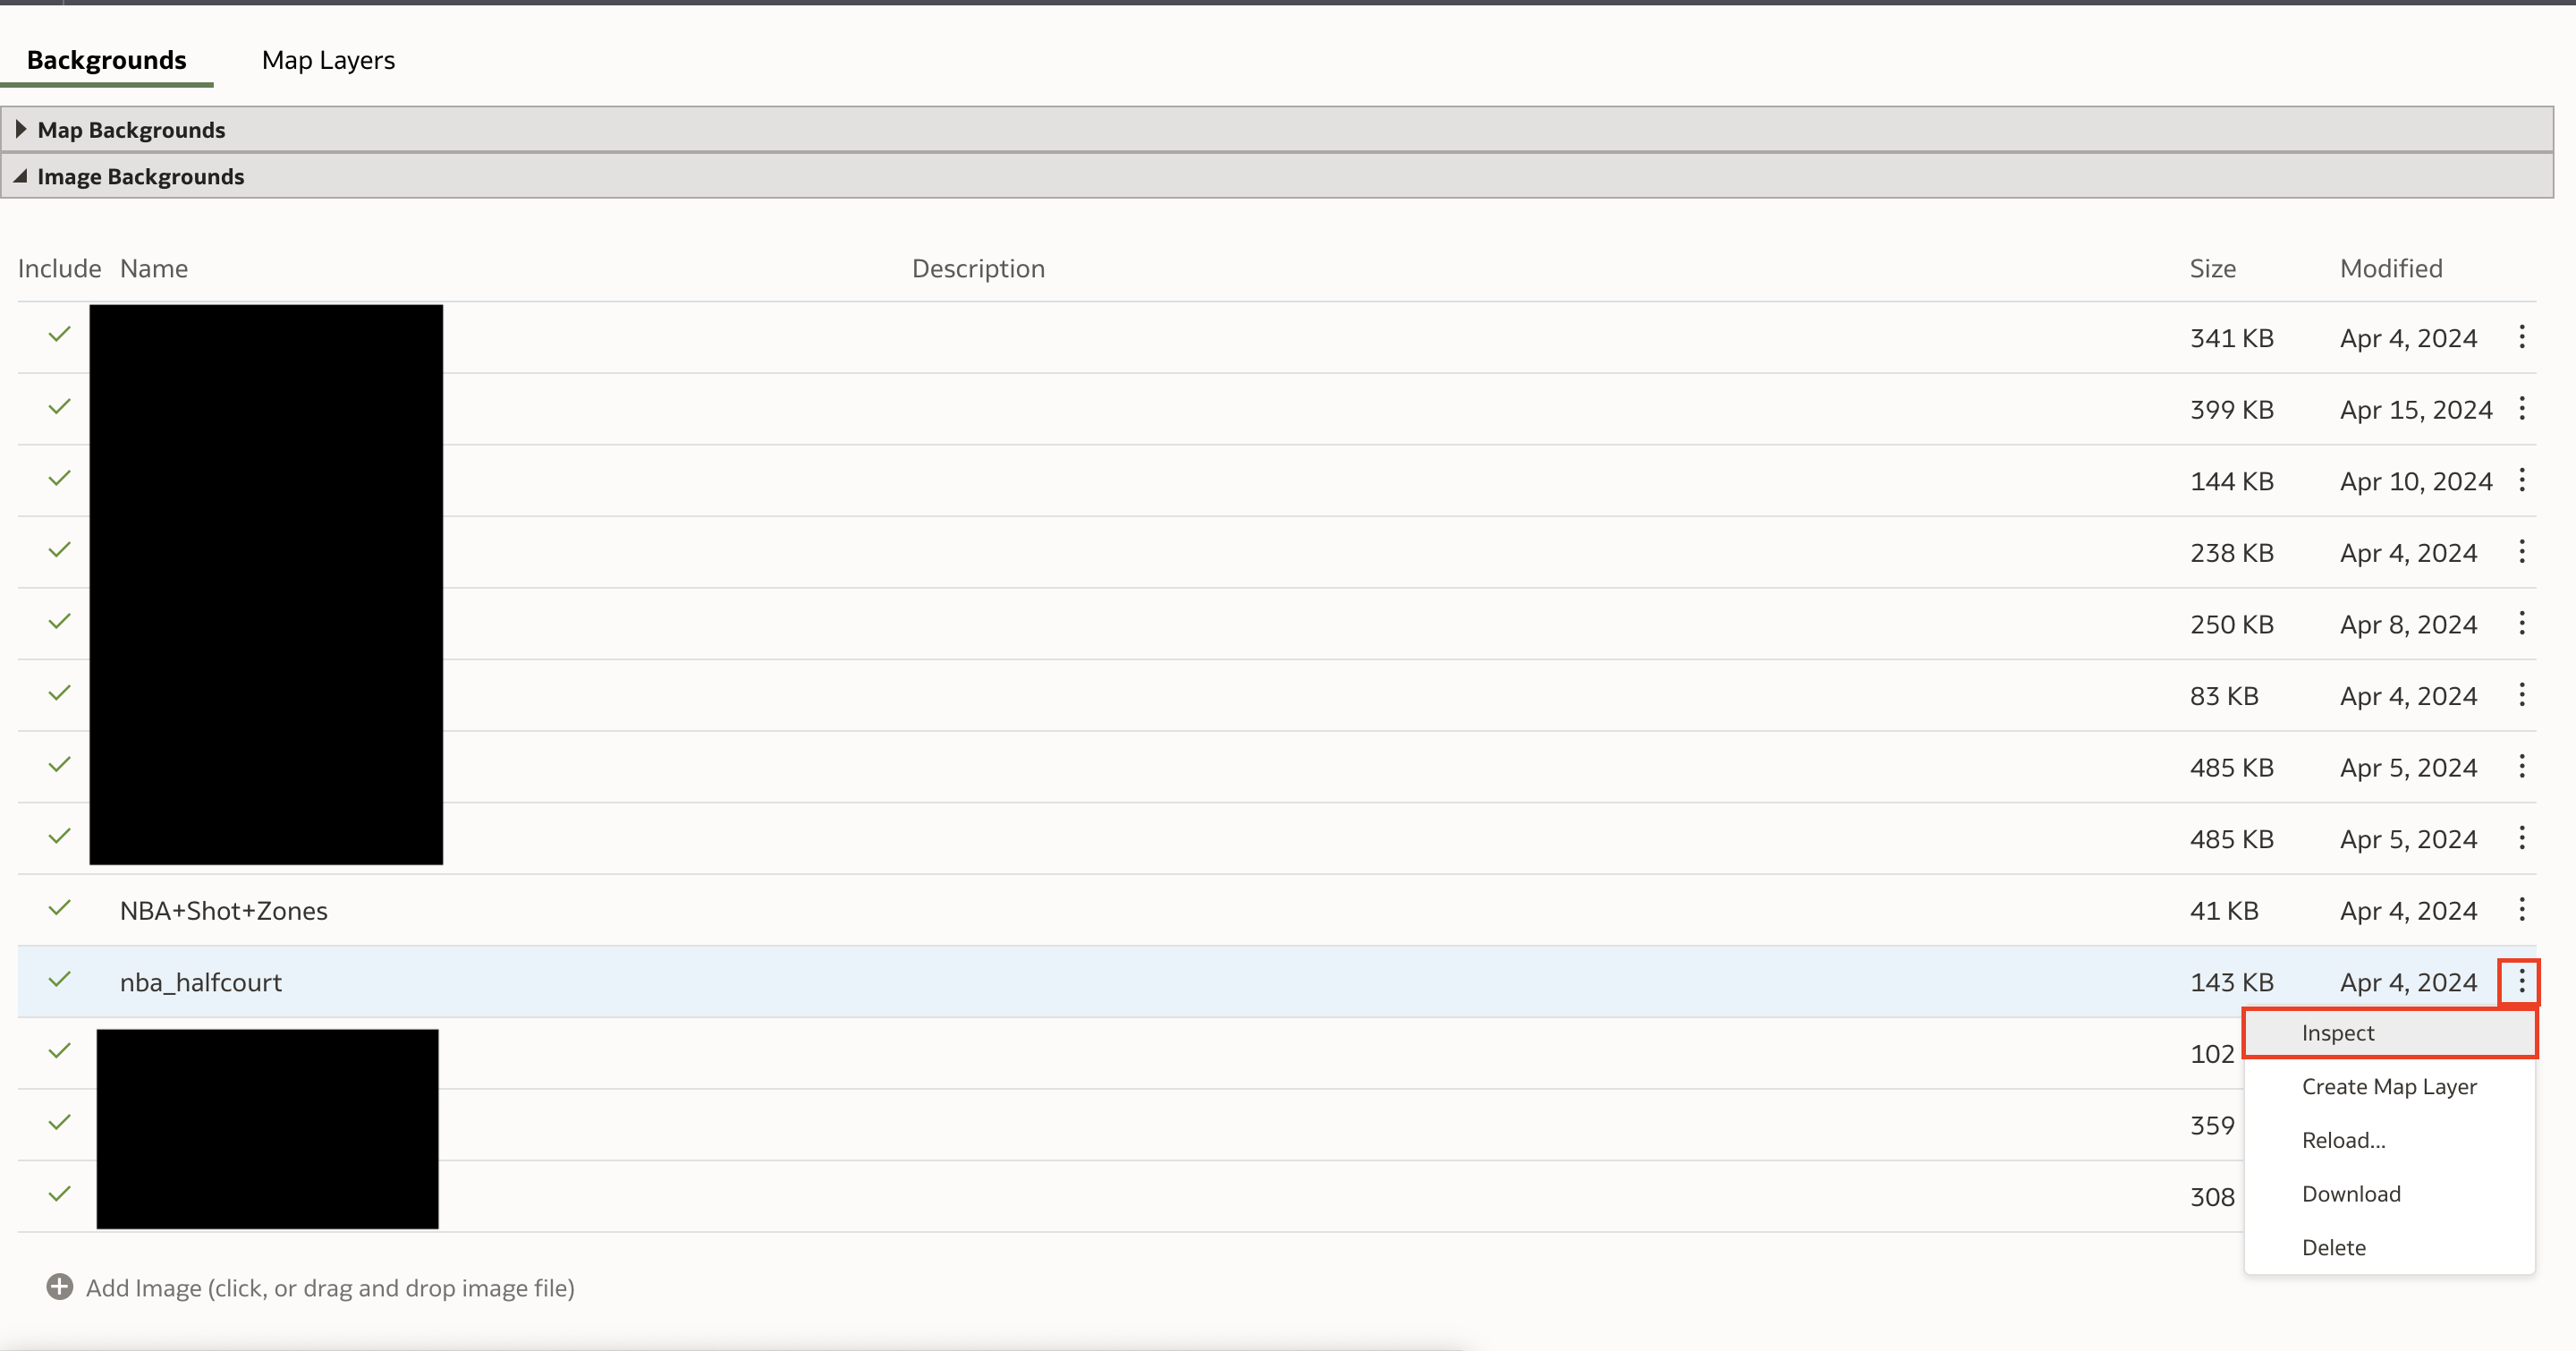 Backgrounds Map Layers
Map Backgrounds
Image Backgrounds
Include Name Description Size Modified
341 KB Apr 4, 2024
399 KB Apr 15, 2024
144 KB Apr 10, 2024
238 KB Apr 4, 2024
250 KB Apr 8, 2024
83 KB Apr 4, 2024
485 KB Apr 5, 2024
485 KB Apr 5, 2024
NBA+Shot+Zones 41 KB Apr 4, 2024
nba_halfcourt 143 KB Apr 4, 2024
102
359
308
Inspect
Create Map Layer
Reload...
Download
Delete
Add Image (click, or drag and drop image file)